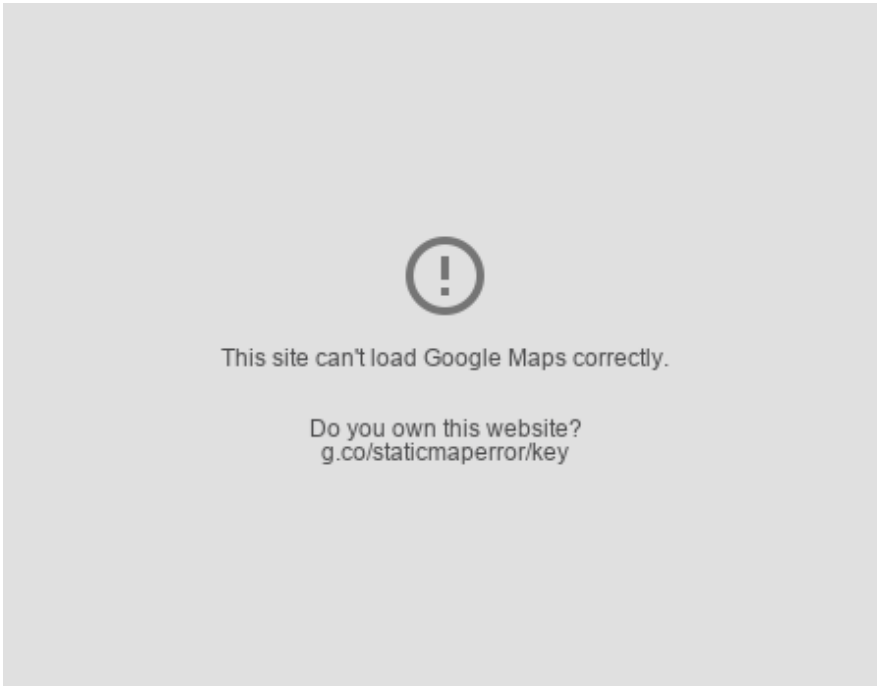 This site can't load Google Maps correctly.
Do you own this website?
g.co/staticmaperror/key